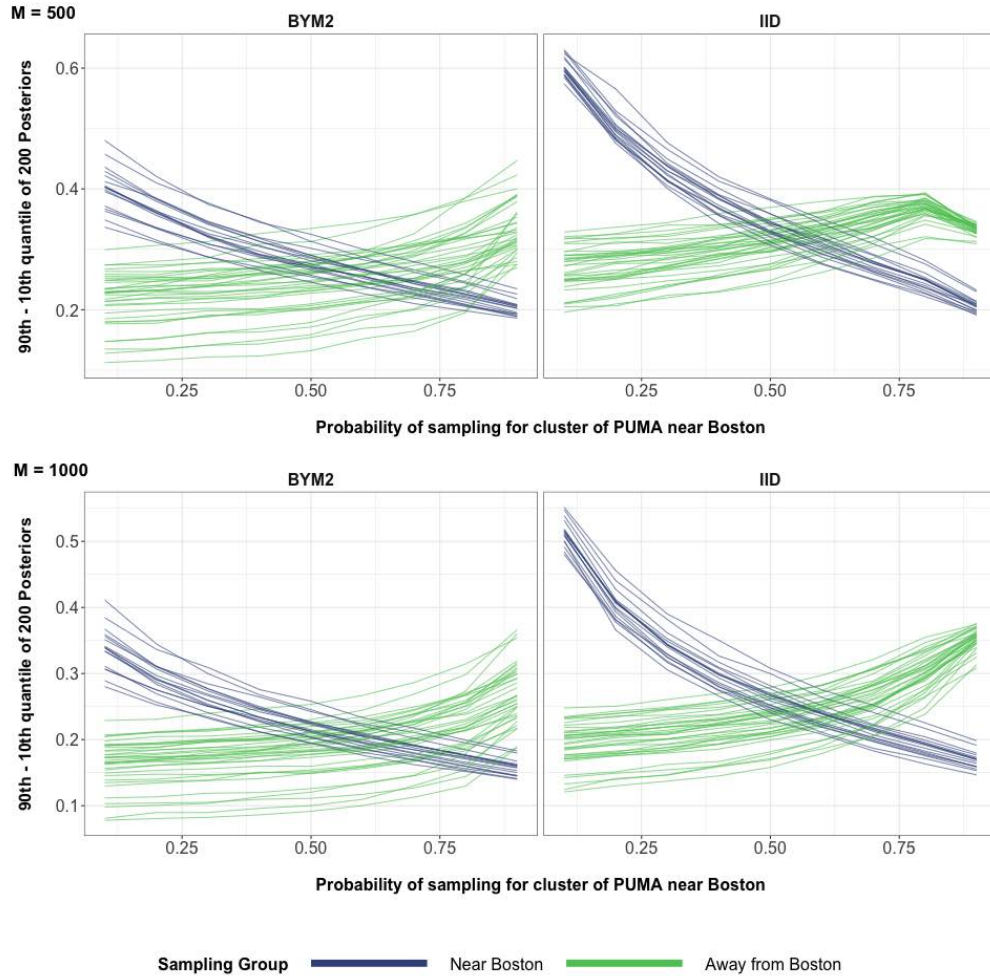 M = 500
BYM2
IID
90th - 10th quantile of 200 Posteriors
0.6
0.4
0.2
0.25
0.50
0.75
0.25
0.50
0.75
Probability of sampling for cluster of PUMA near Boston
M = 1000
BYM2
IID
90th - 10th quantile of 200 Posteriors
0.5
0.4
0.3
0.2
0.1
0.25
0.50
0.75
0.25
0.50
0.75
Probability of sampling for cluster of PUMA near Boston
Sampling Group Near Boston Away from Boston